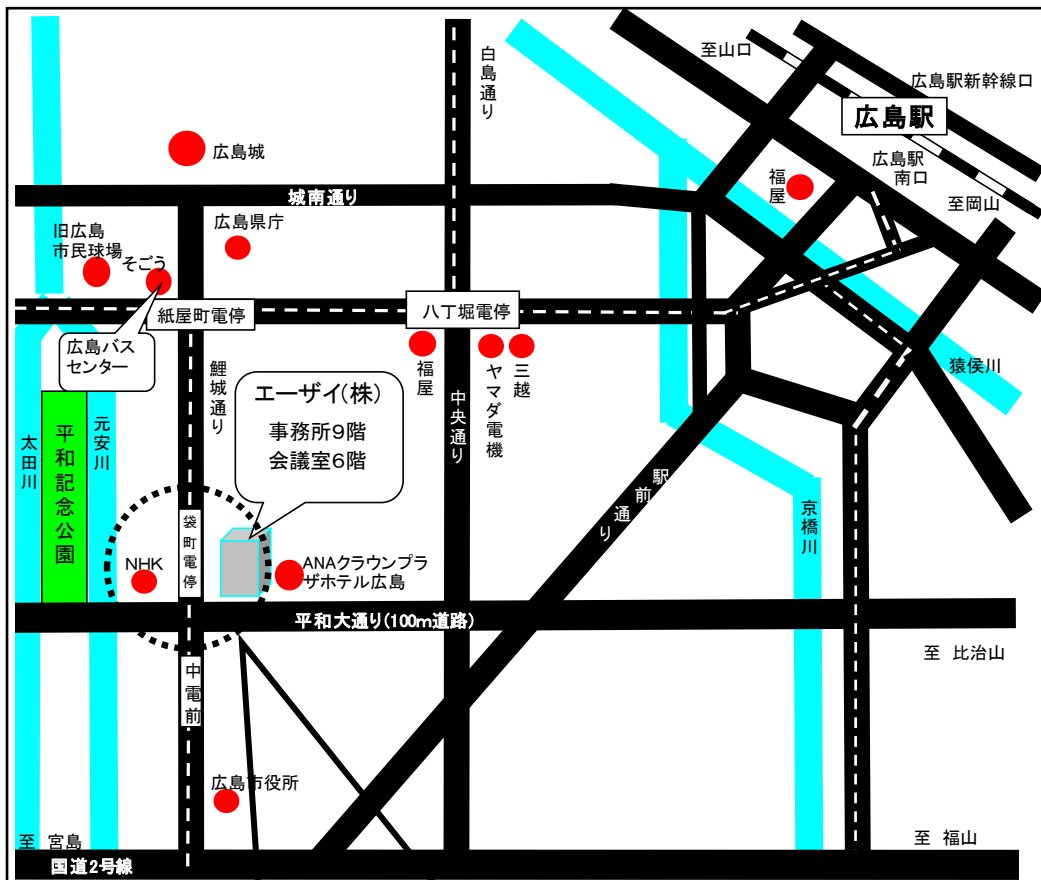 至山口
広島駅新幹線口
広島駅
広島駅
南口
至岡山
福屋
白島通り
広島城
城南通り
広島県庁
旧広島
市民球場
そごう
紙屋町電停
八丁堀電停
広島バス
センター
鯉城通り
福屋
ヤマダ電機
三越
中央通り
猿侯川
エーザイ(株)
事務所9階
会議室6階
太田川
平和記念公園
元安川
駅前通り
京橋川
袋町電停
NHK
ANAクラウンプラ
ザホテル広島
平和大通り(100m道路)
至 比治山
中電前
広島市役所
至 宮島
至 福山
国道2号線